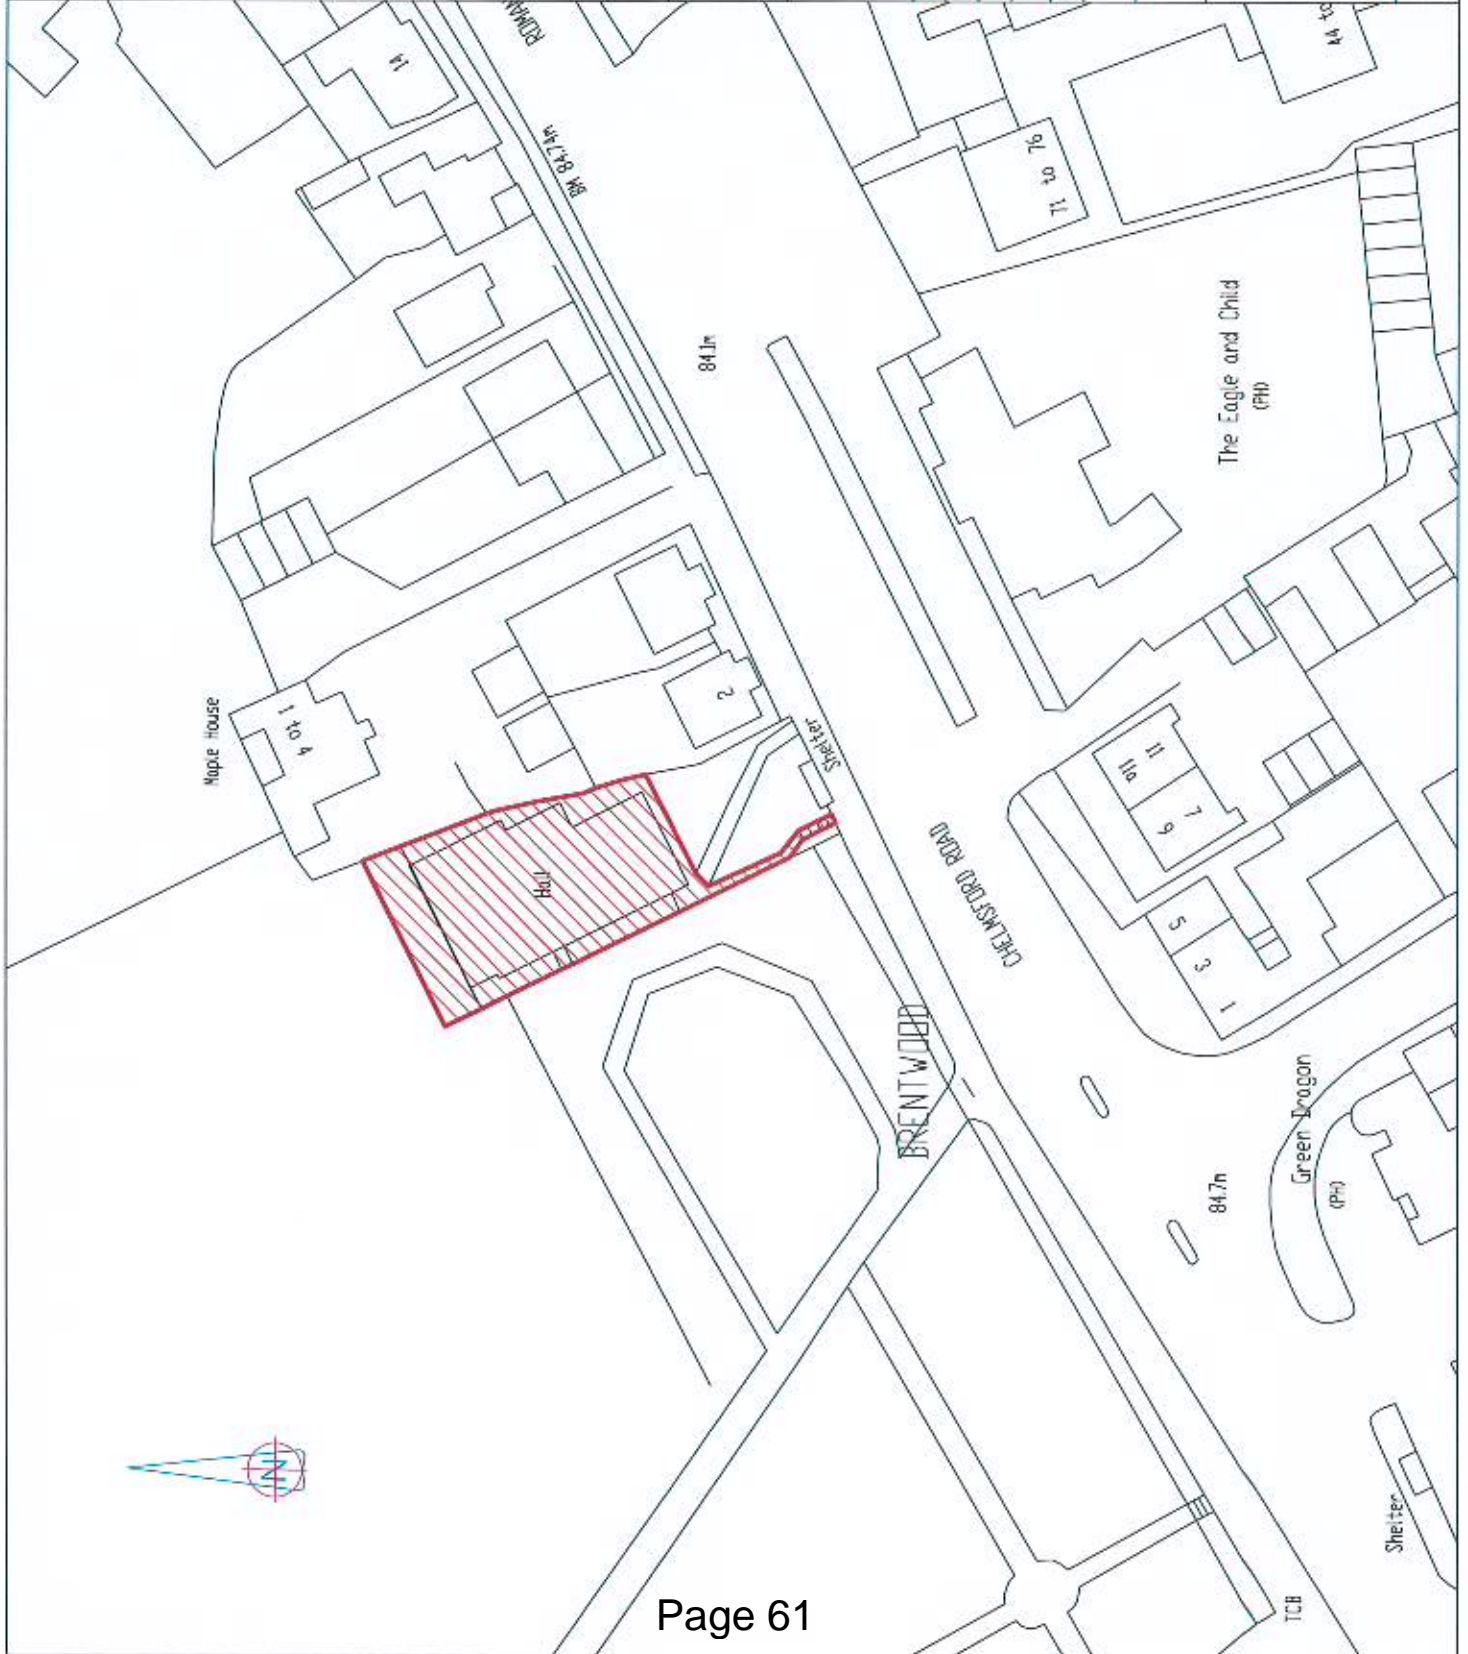 ROMAN
44 to
14
BM 84.74m
71 to 76
84.1m
The Eagle and Child
(PH)
Maple House
1 to 4
2
Shelter
11
11a
7
9
Hall
CHELMSFORD ROAD
5
3
1
BRENTWOOD
Green Dragon
(PH)
84.7m
N
Shelter
TCB
Page 61